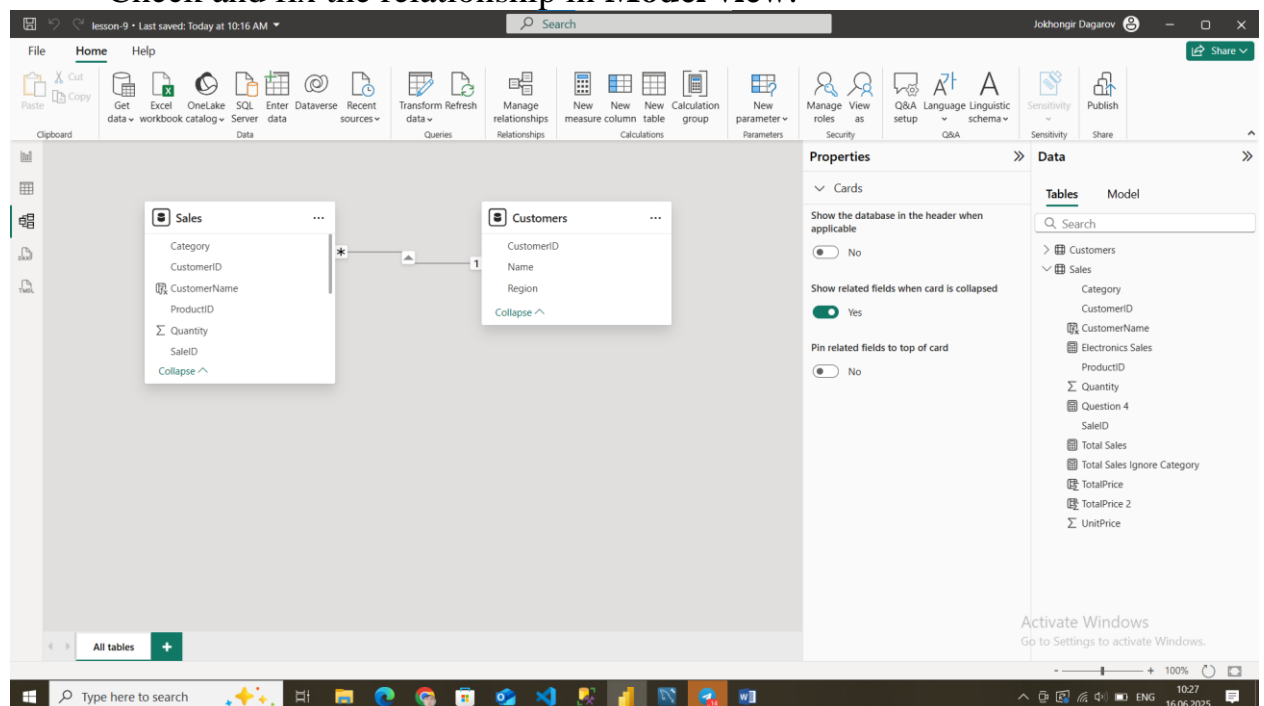 Check and fix the relationship in Model view.
lesson-9 • Last saved: Today at 10:16 AM
Search
Jokhongir Dagarov
File Home Help
Share
Paste
Cut
Copy
Clipboard
Get data
Excel workbook
OneLake catalog
SQL Server
Enter data
Dataverse
Recent sources
Data
Transform data
Refresh
Queries
Manage relationships
Relationships
New measure
New column
New table
Calculation group
Calculations
New parameter
Parameters
Manage roles
View as
Security
Q&A setup
Language
Linguistic schema
Q&A
Sensitivity
Sensitivity
Publish
Share
Sales
Category
CustomerID
CustomerName
ProductID
Quantity
SaleID
Collapse
*
1
Customers
CustomerID
Name
Region
Collapse
Properties
Cards
Show the database in the header when
applicable
No
Show related fields when card is collapsed
Yes
Pin related fields to top of card
No
Data
Tables Model
Search
Customers
Sales
Category
CustomerID
CustomerName
Electronics Sales
ProductID
Quantity
Question 4
SaleID
Total Sales
Total Sales Ignore Category
TotalPrice
TotalPrice 2
UnitPrice
Activate Windows
Go to Settings to activate Windows.
All tables
- + 100%
Type here to search
ENG
10:27
16.06.2025